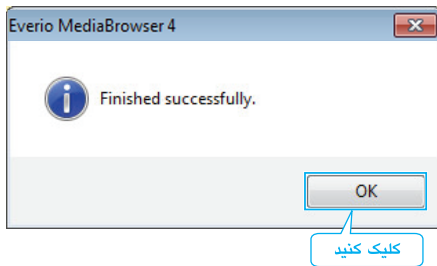 Everio MediaBrowser 4
Finished successfully.
OK
کلیک کنید